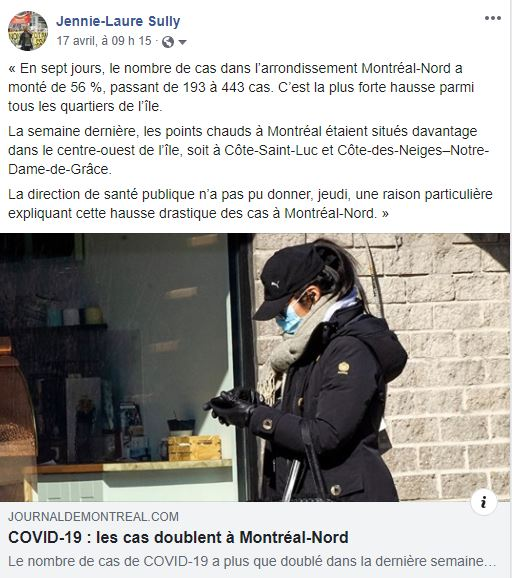 Jennie-Laure Sully
17 avril, à 09 h 15 ·
« En sept jours, le nombre de cas dans l’arrondissement Montréal-Nord a
monté de 56 %, passant de 193 à 443 cas. C’est la plus forte hausse parmi
tous les quartiers de l’île.
La semaine dernière, les points chauds à Montréal étaient situés davantage
dans le centre-ouest de l’île, soit à Côte-Saint-Luc et Côte-des-Neiges–Notre-
Dame-de-Grâce.
La direction de santé publique n’a pas pu donner, jeudi, une raison particulière
expliquant cette hausse drastique des cas à Montréal-Nord. »
JOURNALDEMONTREAL.COM
COVID-19 : les cas doublent à Montréal-Nord
Le nombre de cas de COVID-19 a plus que doublé dans la dernière semaine…